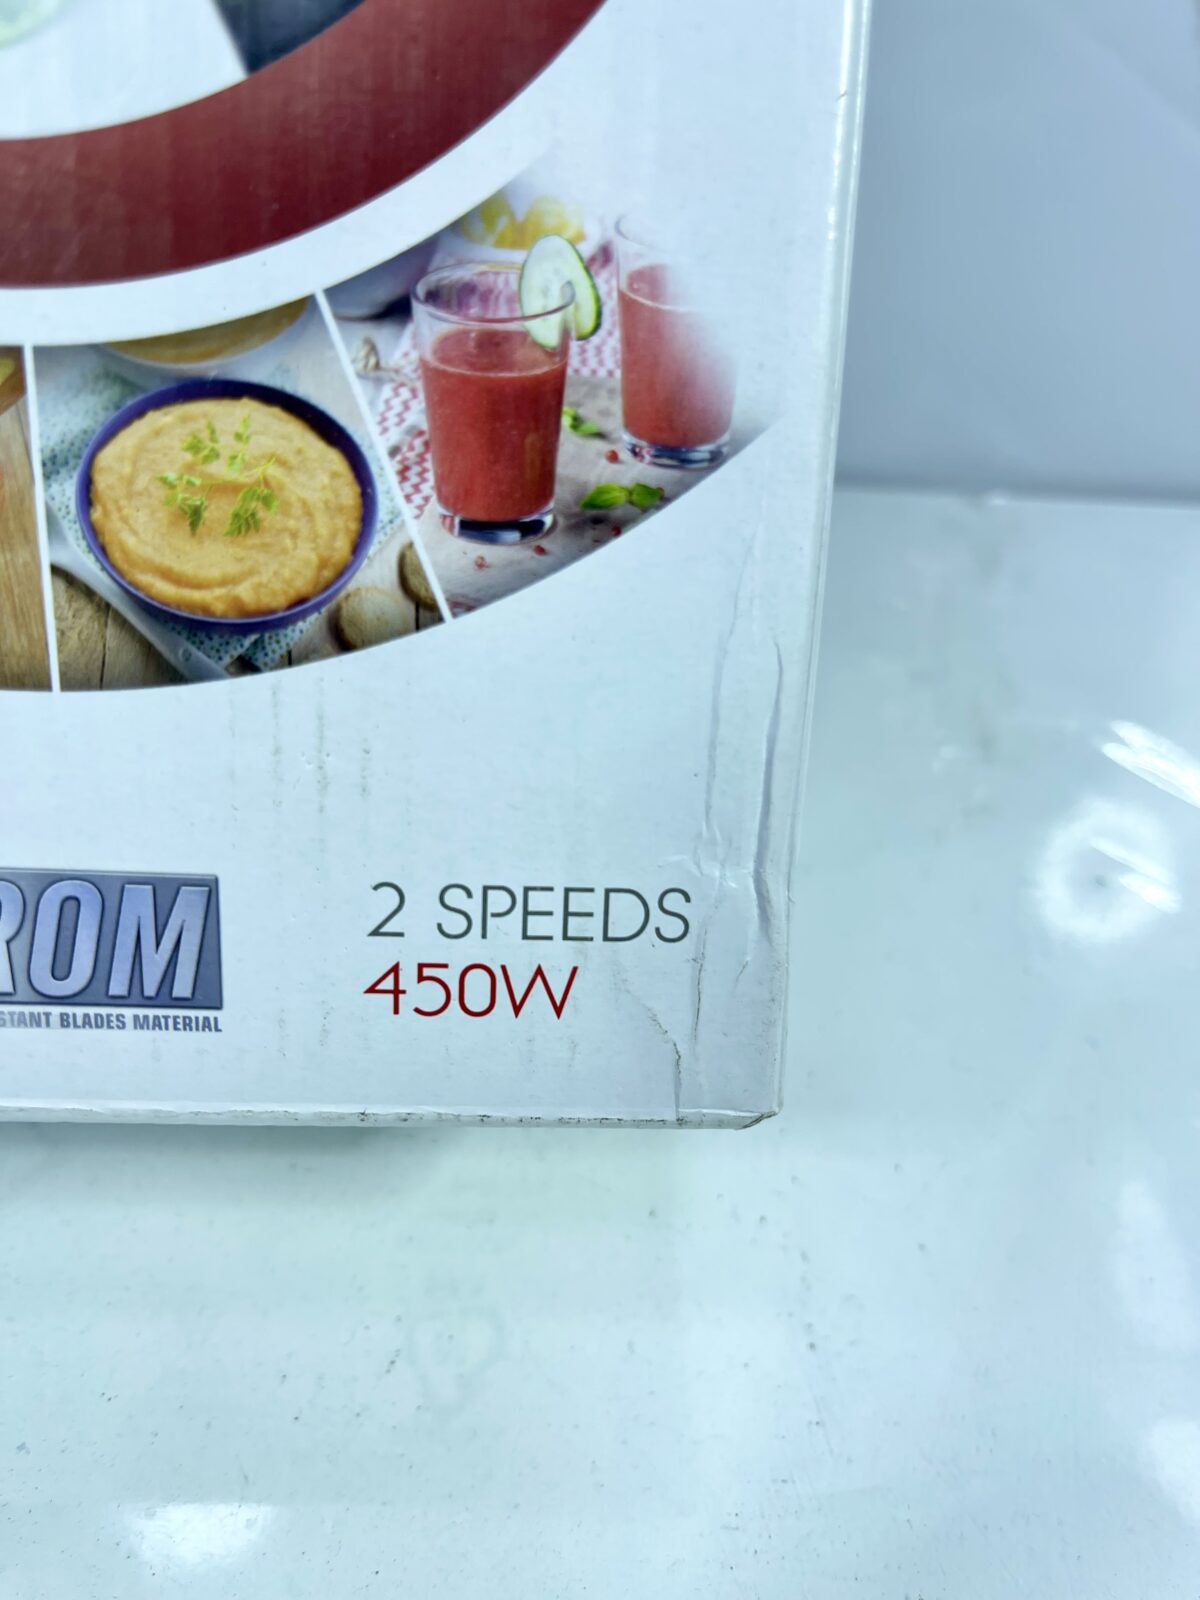 ROM
STANT BLADES MATERIAL
2 SPEEDS
450W